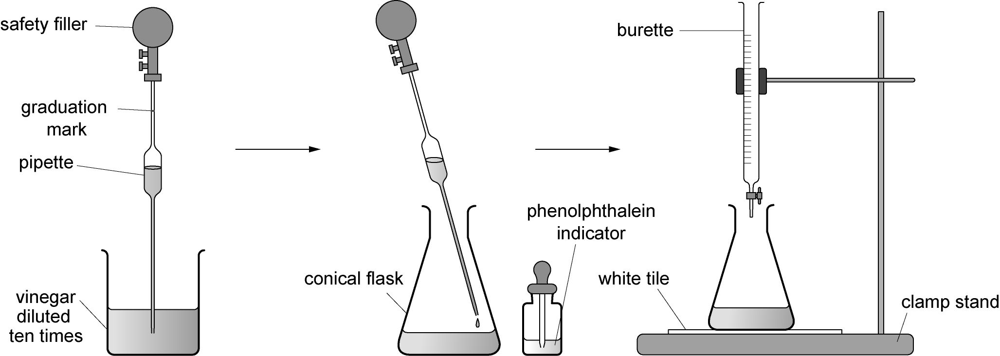 safety filler
graduation
mark
pipette
vinegar
diluted
ten times
conical flask
phenolphthalein
indicator
burette
white tile
clamp stand